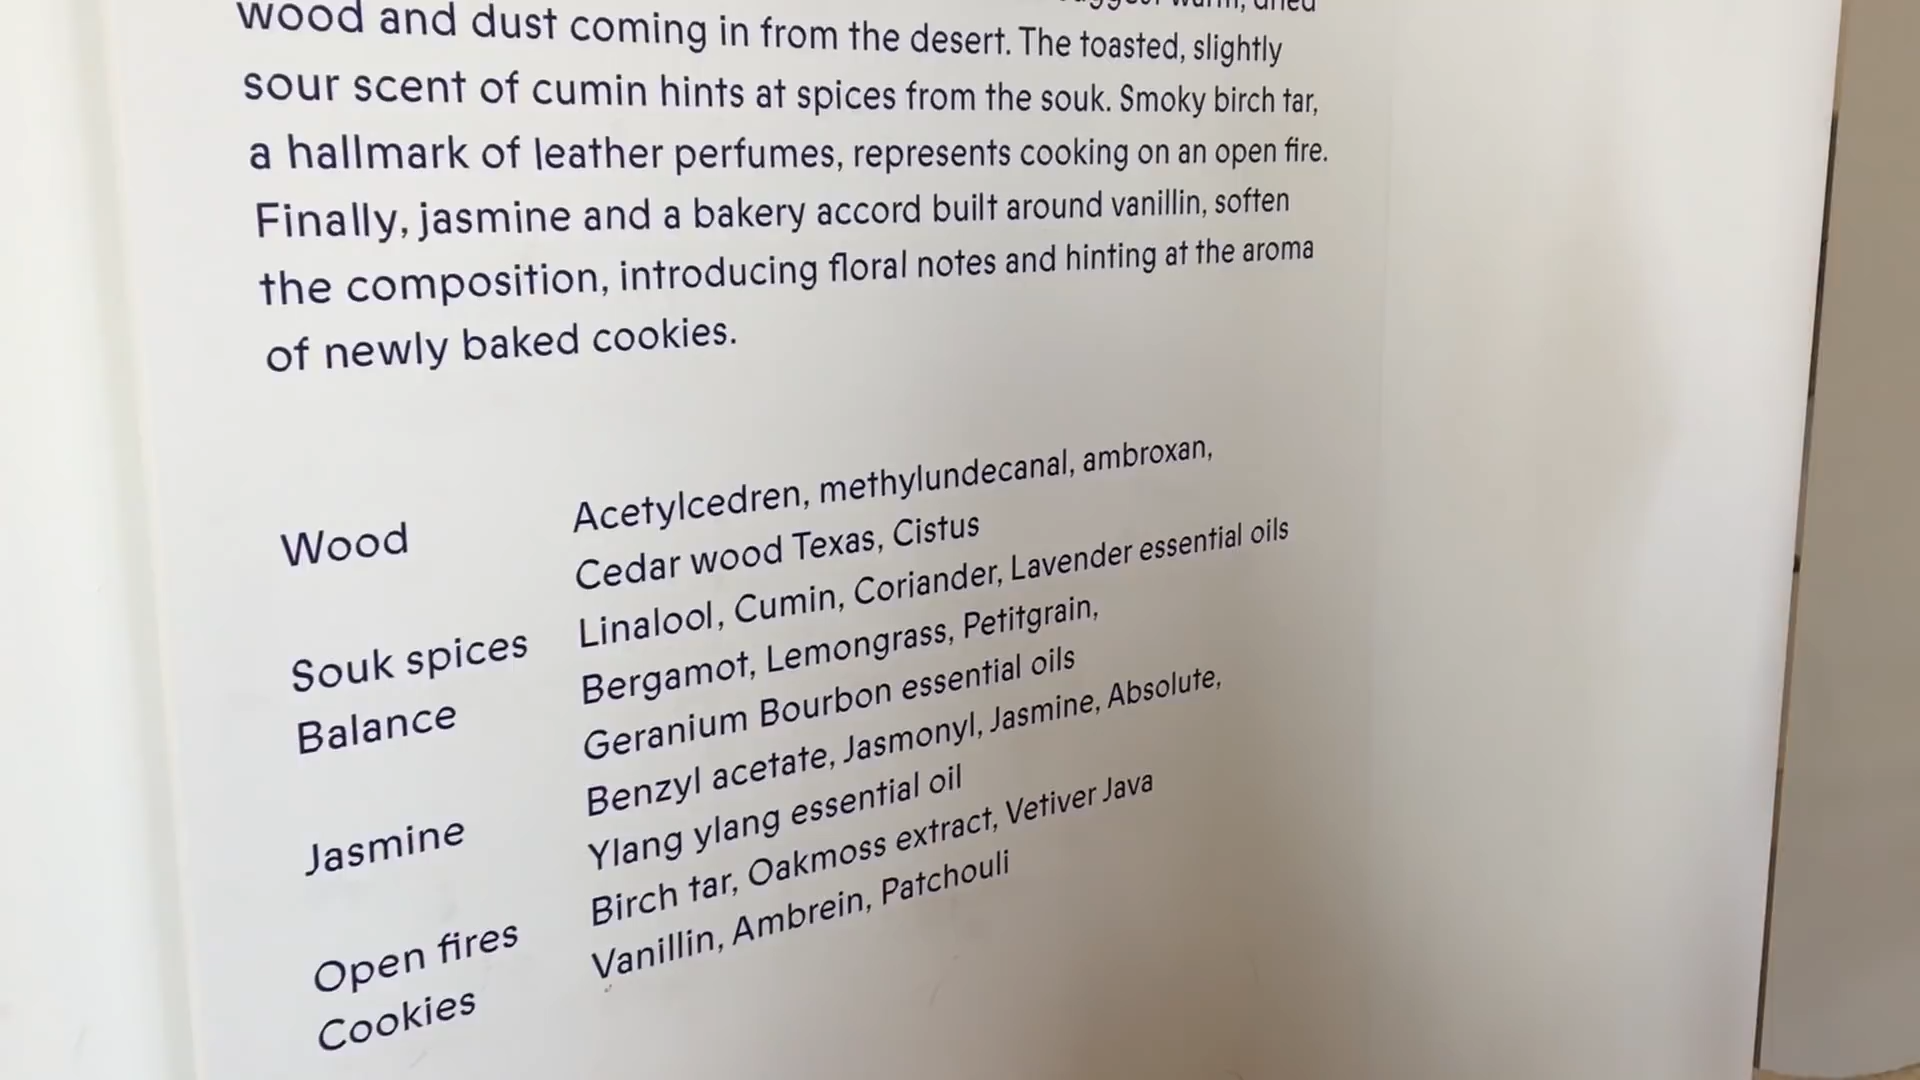 warm, dried
wood and dust coming in from the desert. The toasted, slightly
sour scent of cumin hints at spices from the souk. Smoky birch tar,
a hallmark of leather perfumes, represents cooking on an open fire.
Finally, jasmine and a bakery accord built around vanillin, soften
the composition, introducing floral notes and hinting at the aroma
of newly baked cookies.
Wood Acetylcedren, methylundecanal, ambroxan,
Cedar wood Texas, Cistus
Souk spices Linalool, Cumin, Coriander, Lavender essential oils
Balance Bergamot, Lemongrass, Petitgrain,
Geranium Bourbon essential oils
Jasmine Benzyl acetate, Jasmonyl, Jasmine, Absolute,
Ylang ylang essential oil
Open fires Birch tar, Oakmoss extract, Vetiver Java
Cookies Vanillin, Ambrein, Patchouli